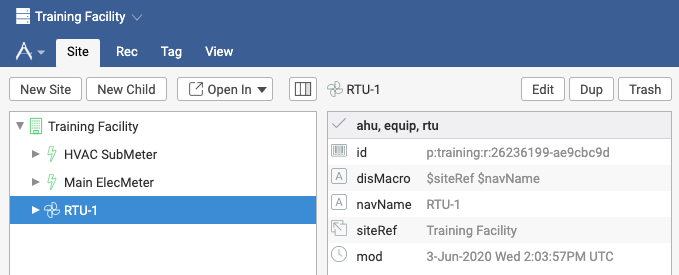 Training Facility
Site Rec Tag View
New Site New Child Open In RTU-1 Edit Dup Trash
Training Facility
HVAC SubMeter
Main ElecMeter
RTU-1
ahu, equip, rtu
id p:training:r:26236199-ae9cbc9d
disMacro $siteRef $navName
navName RTU-1
siteRef Training Facility
mod 3-Jun-2020 Wed 2:03:57PM UTC